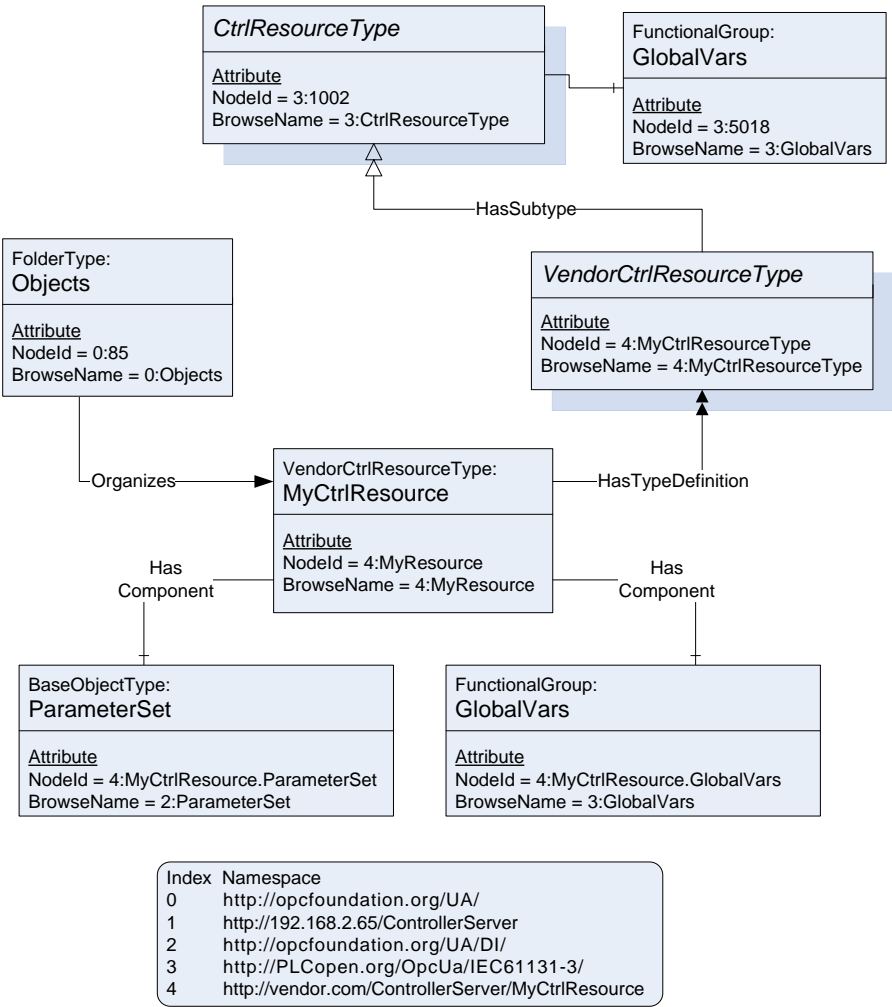 CtrlResourceType
Attribute
NodeId = 3:1002
BrowseName = 3:CtrlResourceType
FunctionalGroup:
GlobalVars
Attribute
NodeId = 3:5018
BrowseName = 3:GlobalVars
HasSubtype
FolderType:
Objects
Attribute
NodeId = 0:85
BrowseName = 0:Objects
VendorCtrlResourceType
Attribute
NodeId = 4:MyCtrlResourceType
BrowseName = 4:MyCtrlResourceType
Organizes
VendorCtrlResourceType:
MyCtrlResource
Attribute
NodeId = 4:MyResource
BrowseName = 4:MyResource
HasTypeDefinition
Has
Component
Has
Component
BaseObjectType:
ParameterSet
Attribute
NodeId = 4:MyCtrlResource.ParameterSet
BrowseName = 2:ParameterSet
FunctionalGroup:
GlobalVars
Attribute
NodeId = 4:MyCtrlResource.GlobalVars
BrowseName = 3:GlobalVars
Index Namespace
0 http://opcfoundation.org/UA/
1 http://192.168.2.65/ControllerServer
2 http://opcfoundation.org/UA/DI/
3 http://PLCopen.org/OpcUa/IEC61131-3/
4 http://vendor.com/ControllerServer/MyCtrlResource